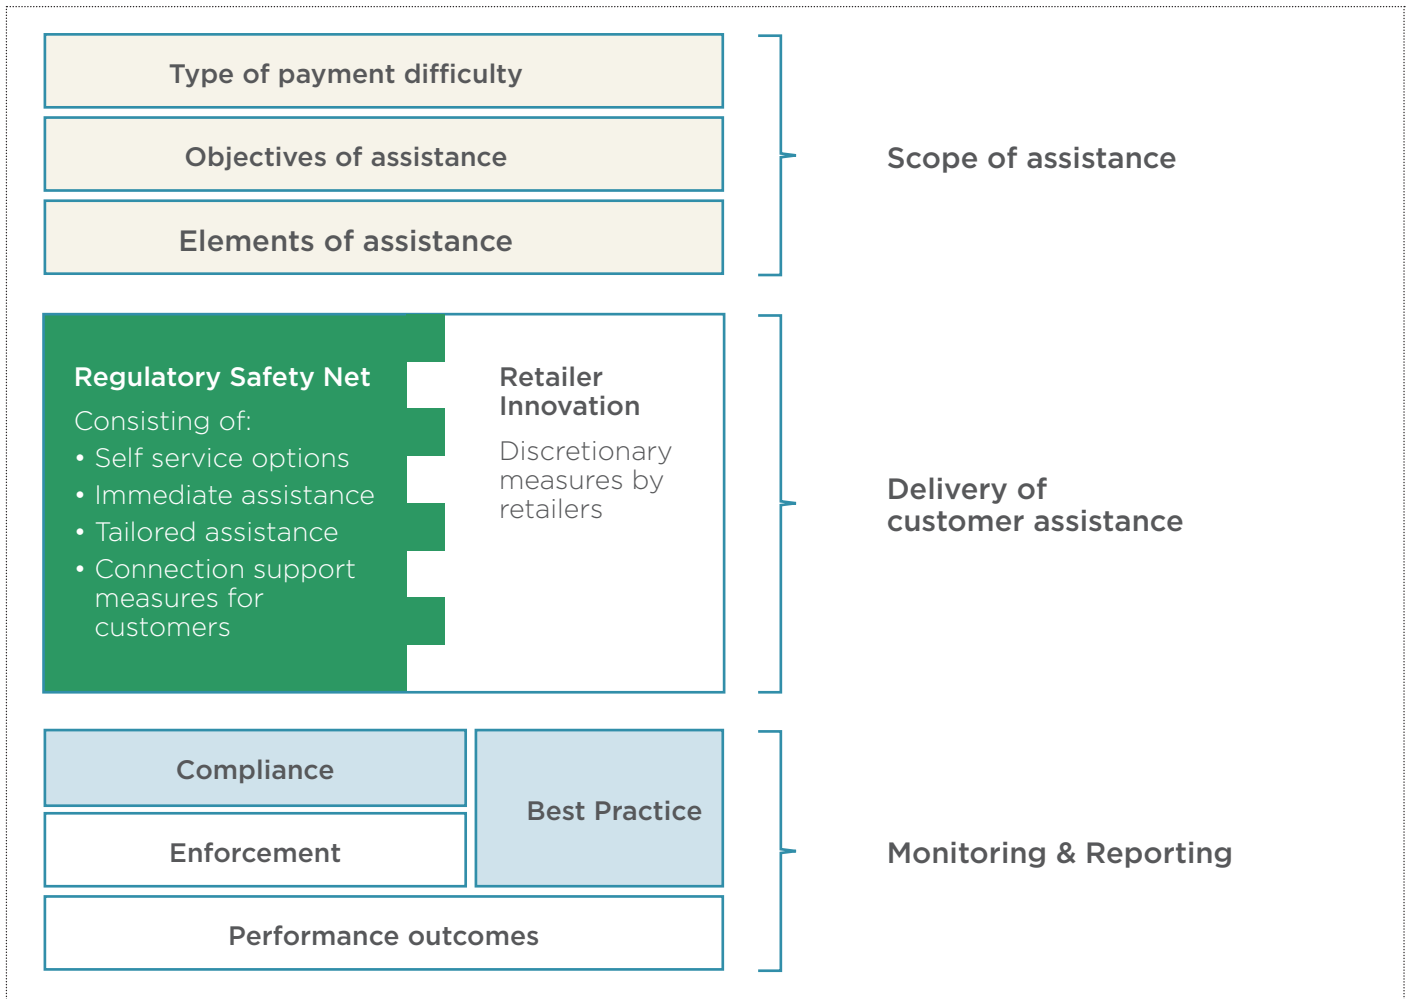 Type of payment difficulty
Objectives of assistance
Elements of assistance
Scope of assistance
Regulatory Safety Net
Consisting of:
• Self service options
• Immediate assistance
• Tailored assistance
• Connection support
measures for
customers
Retailer
Innovation
Discretionary
measures by
retailers
Delivery of
customer assistance
Compliance
Enforcement
Best Practice
Performance outcomes
Monitoring & Reporting